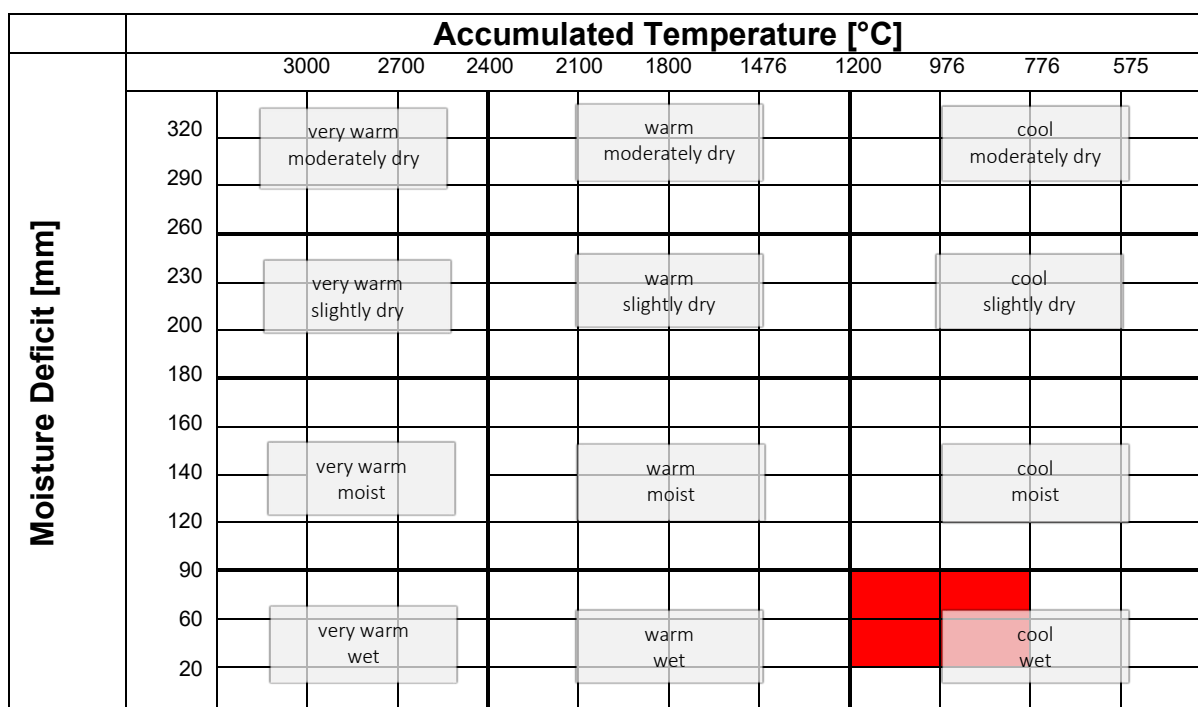 Accumulated Temperature [°C]
3000 2700 2400 2100 1800 1476 1200 976 776 575
Moisture Deficit [mm]
320
very warm
moderately dry
warm
moderately dry
cool
moderately dry
290
260
230
very warm
slightly dry
warm
slightly dry
cool
slightly dry
200
180
160
140
very warm
moist
warm
moist
cool
moist
120
90
60
very warm
wet
warm
wet
cool
wet
20